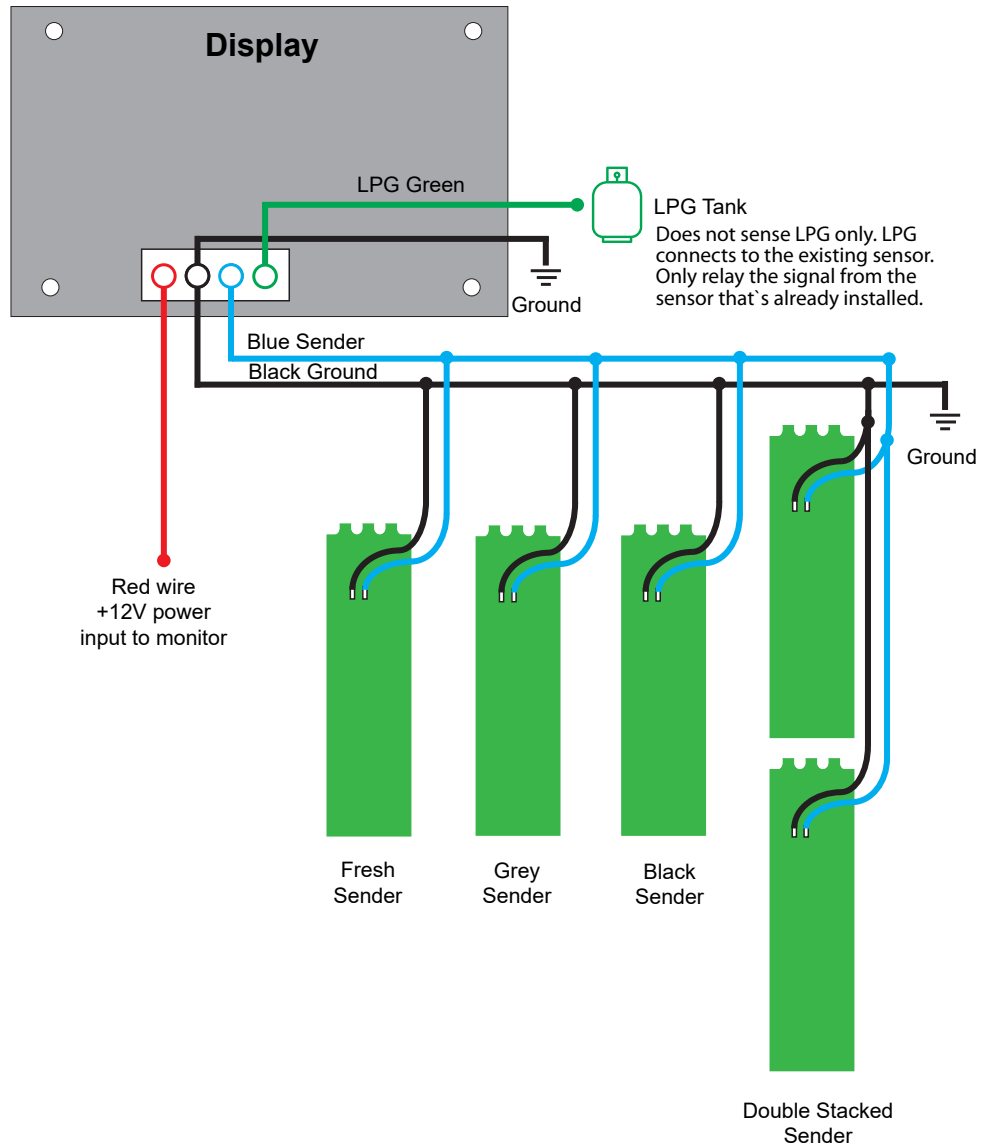 Display
LPG Green
LPG Tank
Does not sense LPG only. LPG
connects to the existing sensor.
Only relay the signal from the
sensor that`s already installed.
Ground
Blue Sender
Black Ground
Ground
Red wire
+12V power
input to monitor
Fresh
Sender
Grey
Sender
Black
Sender
Double Stacked
Sender